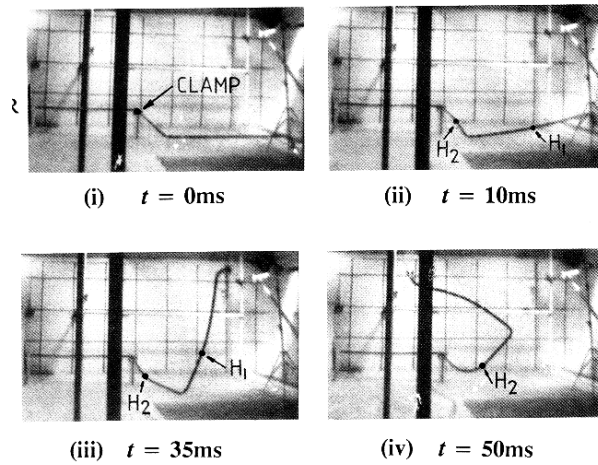 CLAMP
H₂
H₁
(i) t = 0ms
(ii) t = 10ms
H₂
H₁
H₂
(iii) t = 35ms
(iv) t = 50ms